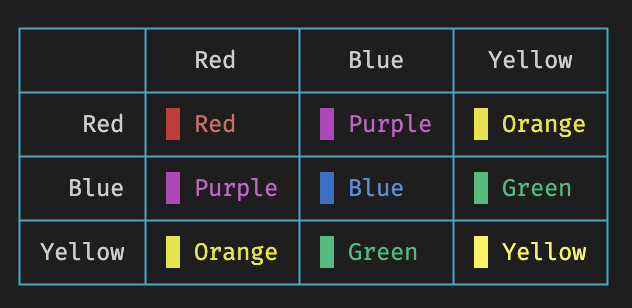 Red Blue Yellow
Red Red Purple Orange
Blue Purple Blue Green
Yellow Orange Green Yellow